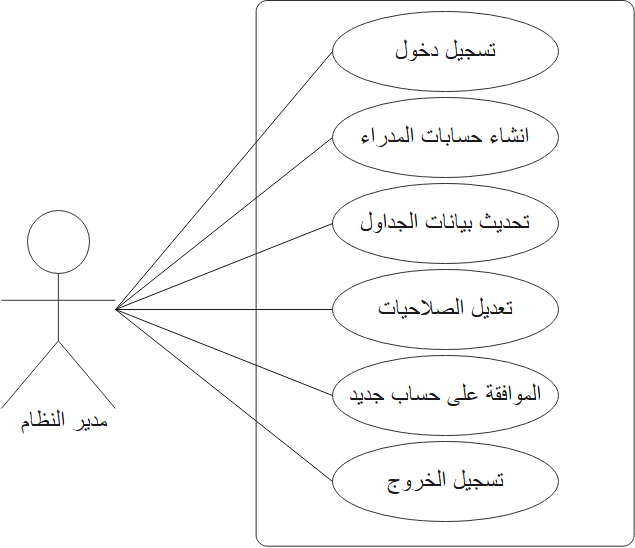 تسجيل دخول
انشاء حسابات المدراء
تحديث بيانات الجداول
تعديل الصلاحيات
الموافقة على حساب جديد
تسجيل الخروج
مدير النظام